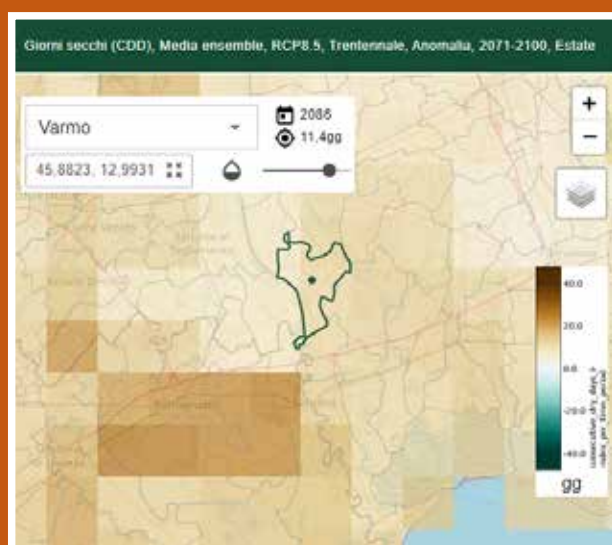 Giorni secchi (CDD), Media ensemble, RCP8.5, Trentennale, Anomalia, 2071-2100, Estate
Varmo
2086
11,4gg
45,8823, 12,9931
+
−
40.0
20.0
0.0
-20.0
-40.0
consecutive_dry_days_index_per_time_period
gg